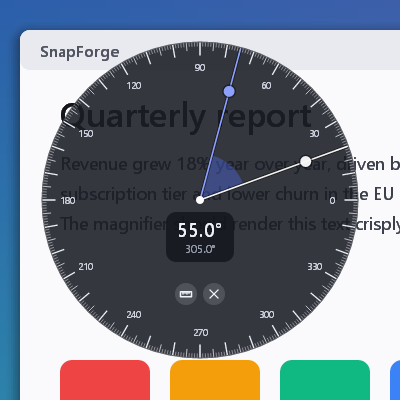 SnapForge
90
120
60
Quarterly report
150
30
Revenue grew 18% year over year, driven b
subscription tier and lower churn in the EU
180
0
The magnifier render this text crisply
55.0°
305.0°
210
330
240
300
270